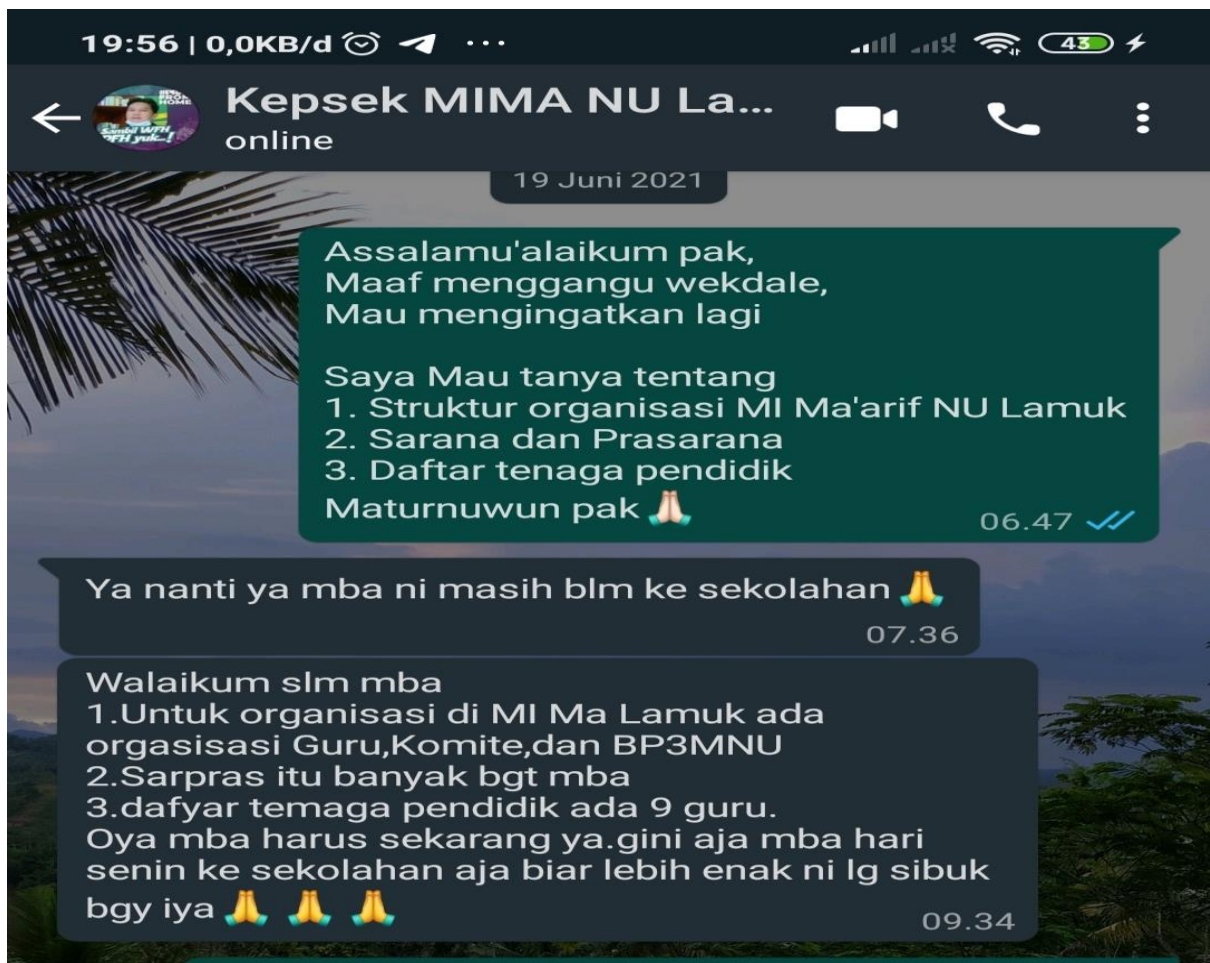 19:56 | 0,0KB/d ...
43
Kepsek MIMA NU La...
online
19 Juni 2021
Assalamu'alaikum pak,
Maaf menggangu wekdale,
Mau mengingatkan lagi
Saya Mau tanya tentang
1. Struktur organisasi MI Ma'arif NU Lamuk
2. Sarana dan Prasarana
3. Daftar tenaga pendidik
Maturnuwun pak 🙏🏻
06.47
Ya nanti ya mba ni masih blm ke sekolahan 🙏
07.36
Walaikum slm mba
1.Untuk organisasi di MI Ma Lamuk ada
orgasisasi Guru,Komite,dan BP3MNU
2.Sarpras itu banyak bgt mba
3.dafyar temaga pendidik ada 9 guru.
Oya mba harus sekarang ya.gini aja mba hari
senin ke sekolahan aja biar lebih enak ni lg sibuk
bgy iya 🙏 🙏 🙏
09.34